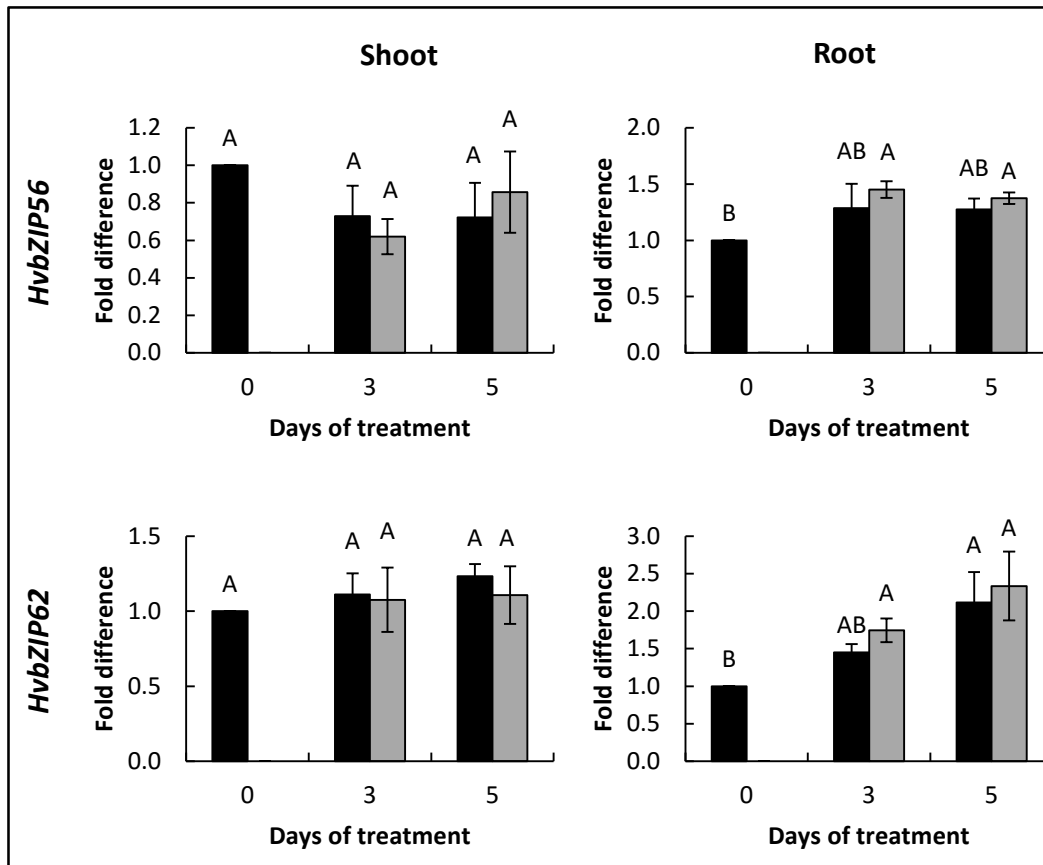 Shoot
Root
HvbZIP56
Fold difference
1.2
1.0
0.8
0.6
0.4
0.2
0.0
A
A
A
A
A
0
3
5
Days of treatment
Fold difference
2.0
1.5
1.0
0.5
0.0
B
AB
A
AB
A
0
3
5
Days of treatment
HvbZIP62
Fold difference
1.5
1.0
0.5
0.0
A
A
A
A
A
0
3
5
Days of treatment
Fold difference
3.0
2.5
2.0
1.5
1.0
0.5
0.0
B
AB
A
A
A
0
3
5
Days of treatment